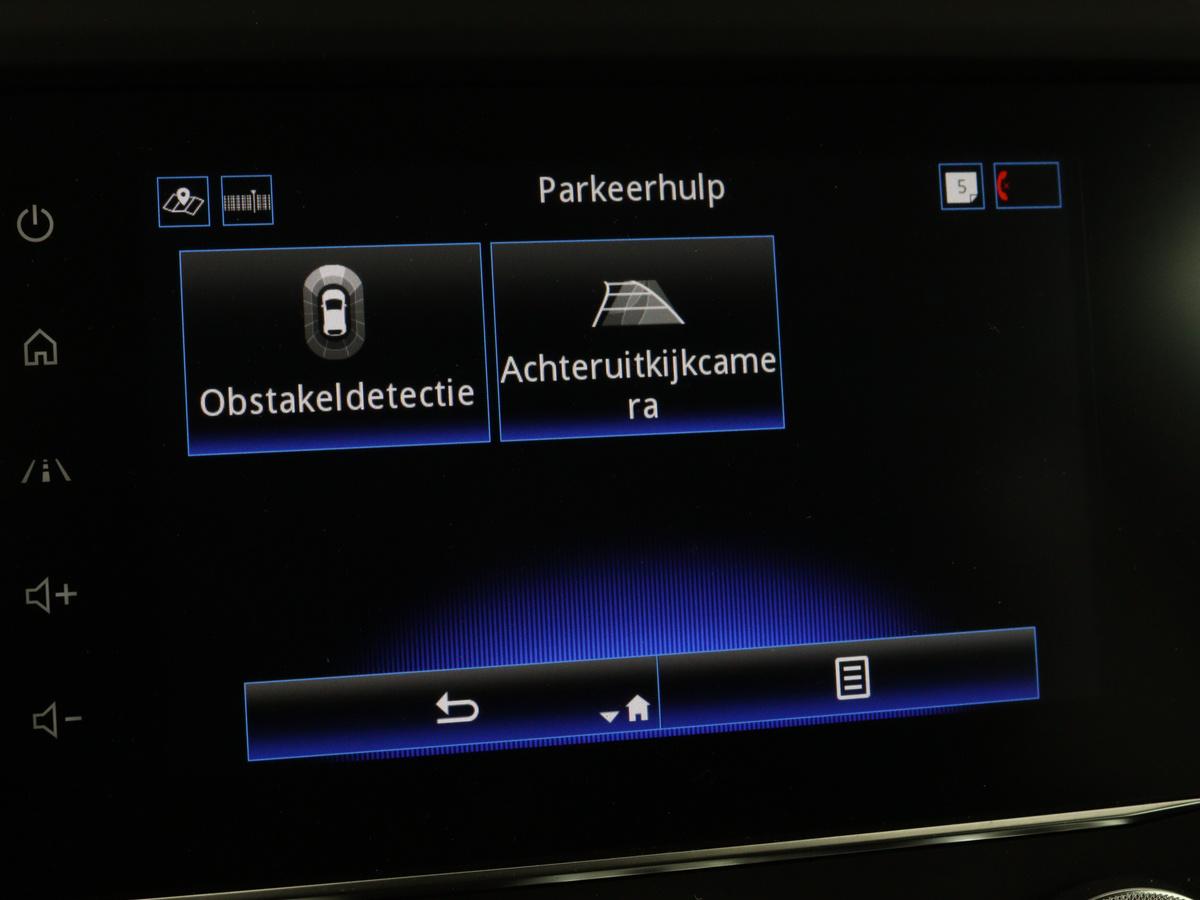 Parkeerhulp
5
Obstakeldetectie
Achteruitkijkcame
ra